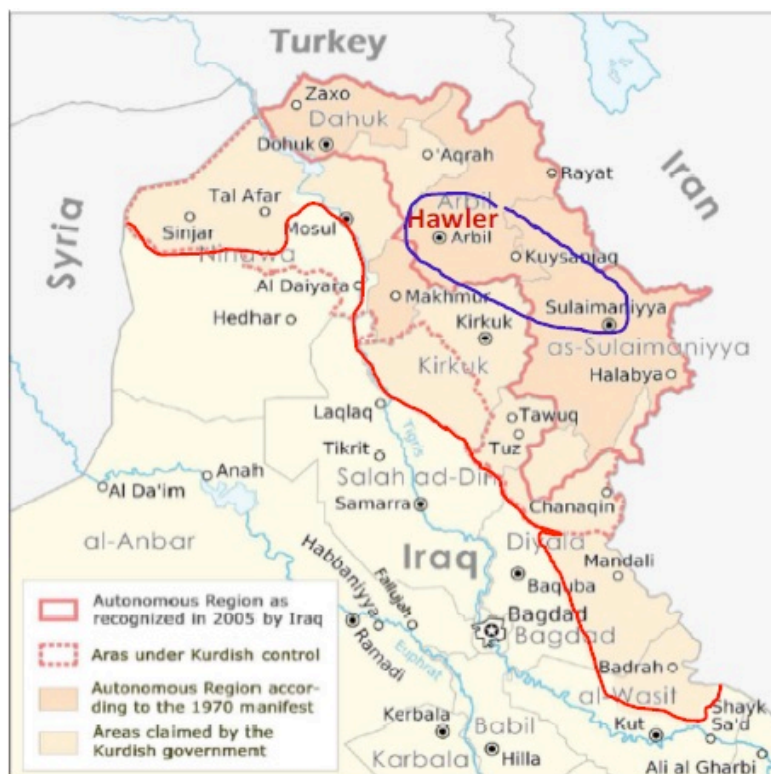 Turkey
Zaxo
Dahuk
Dohuk
'Aqrah
Rayat
Iran
Syria
Tal Afar
Sinjar
Mosul
Ninawa
Arbil
Hawler
Arbil
Kuysanjaq
Al Daiyara
Makhmur
Sulaimaniyya
Hedhar
Kirkuk
as-Sulaimaniyya
Kirkuk
Halabya
Laqlaq
Tigris
Tawuq
Tuz
Tikrit
Salah ad-Din
Anah
Al Da'im
Samarra
Chanaqin
al-Anbar
Iraq
Diyala
Mandali
Habbaniyya
Fallujah
Baquba
Bagdad
Bagdad
Ramadi
Euphrat
Badrah
al-Wasit
Shayk
Sa'd
Kut
Kerbala
Babil
Karbala
Hilla
Ali al Gharbi
Autonomous Region as
recognized in 2005 by Iraq
Aras under Kurdish control
Autonomous Region accor-
ding to the 1970 manifest
Areas claimed by the
Kurdish government